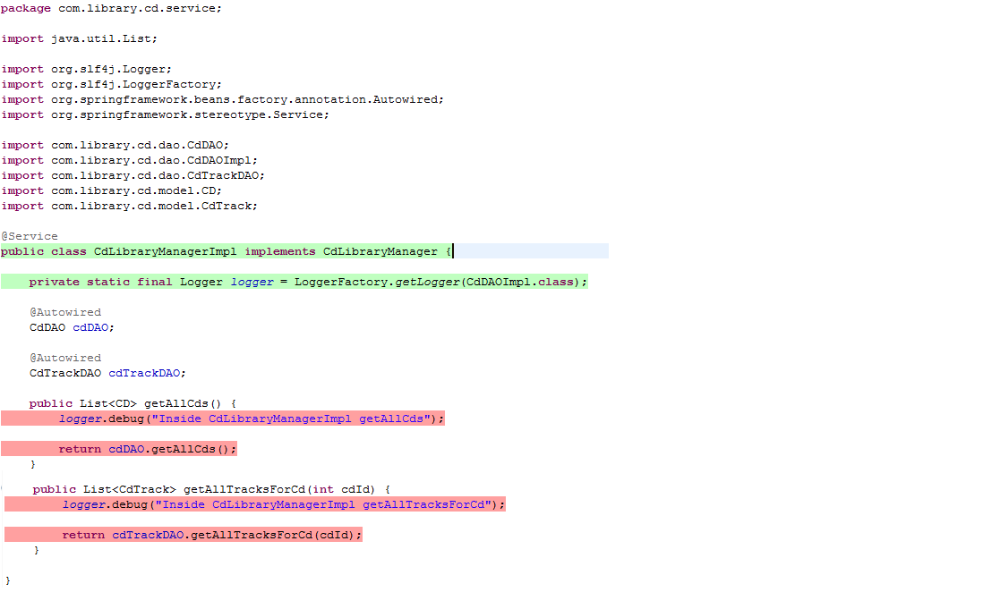 package com.library.cd.service;
import java.util.List;
import org.slf4j.Logger;
import org.slf4j.LoggerFactory;
import org.springframework.beans.factory.annotation.Autowired;
import org.springframework.stereotype.Service;
import com.library.cd.dao.CdDAO;
import com.library.cd.dao.CdDAOImpl;
import com.library.cd.dao.CdTrackDAO;
import com.library.cd.model.CD;
import com.library.cd.model.CdTrack;
@Service
public class CdLibraryManagerImpl implements CdLibraryManager {
private static final Logger logger = LoggerFactory.getLogger(CdDAOImpl.class);
@Autowired
CdDAO cdDAO;
@Autowired
CdTrackDAO cdTrackDAO;
public List<CD> getAllCds() {
logger.debug("Inside CdLibraryManagerImpl getAllCds");
return cdDAO.getAllCds();
}
public List<CdTrack> getAllTracksForCd(int cdId) {
logger.debug("Inside CdLibraryManagerImpl getAllTracksForCd");
return cdTrackDAO.getAllTracksForCd(cdId);
}
}